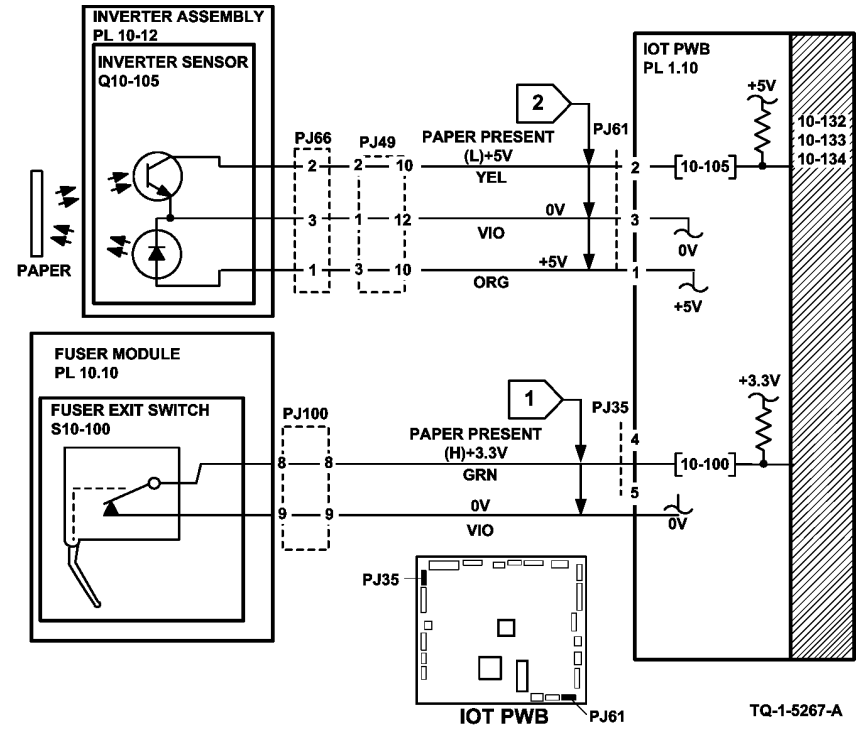 INVERTER ASSEMBLY
PL 10-12
INVERTER SENSOR
Q10-105
PAPER
PJ66
2
3
1
PJ49
2 10
1 12
3 10
2
PAPER PRESENT
(L)+5V
YEL
0V
VIO
+5V
ORG
PJ61
2
3
1
IOT PWB
PL 1.10
+5V
10-105
0V
+5V
10-132
10-133
10-134
FUSER MODULE
PL 10.10
FUSER EXIT SWITCH
S10-100
PJ100
8 8
9 9
1
PAPER PRESENT
(H)+3.3V
GRN
0V
VIO
PJ35
4
5
+3.3V
10-100
0V
PJ35
IOT PWB
PJ61
TQ-1-5267-A